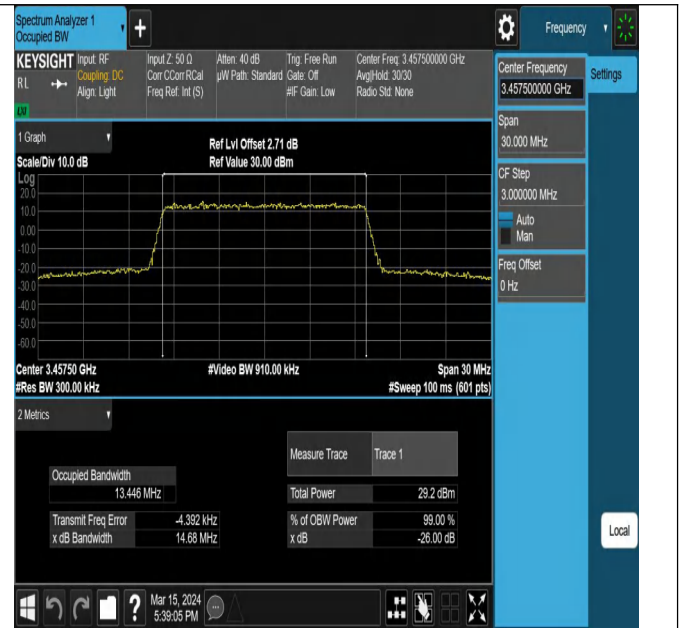 Spectrum Analyzer 1
Occupied BW
Frequency
KEYSIGHT
Input: RF
Coupling: DC
Align: Light
Input Z: 50 Ω
Corr CCorr RCal
Freq Ref: Int (S)
Atten: 40 dB
µW Path: Standard
Trig: Free Run
Gate: Off
#IF Gain: Low
Center Freq: 3.457500000 GHz
Avg|Hold: 30/30
Radio Std: None
R L
LXI
Center Frequency
3.457500000 GHz
Settings
Span
30.000 MHz
CF Step
3.000000 MHz
Auto
Man
Freq Offset
0 Hz
1 Graph
Scale/Div 10.0 dB
Ref Lvl Offset 2.71 dB
Ref Value 30.00 dBm
Log
20.0
10.0
0.00
-10.0
-20.0
-30.0
-40.0
-50.0
-60.0
Center 3.45750 GHz
#Video BW 910.00 kHz
Span 30 MHz
#Res BW 300.00 kHz
#Sweep 100 ms (601 pts)
2 Metrics
Measure Trace
Trace 1
Occupied Bandwidth
13.446 MHz
Total Power
29.2 dBm
Transmit Freq Error
-4.392 kHz
% of OBW Power
99.00 %
x dB Bandwidth
14.68 MHz
x dB
-26.00 dB
Local
?
Mar 15, 2024
5:39:05 PM